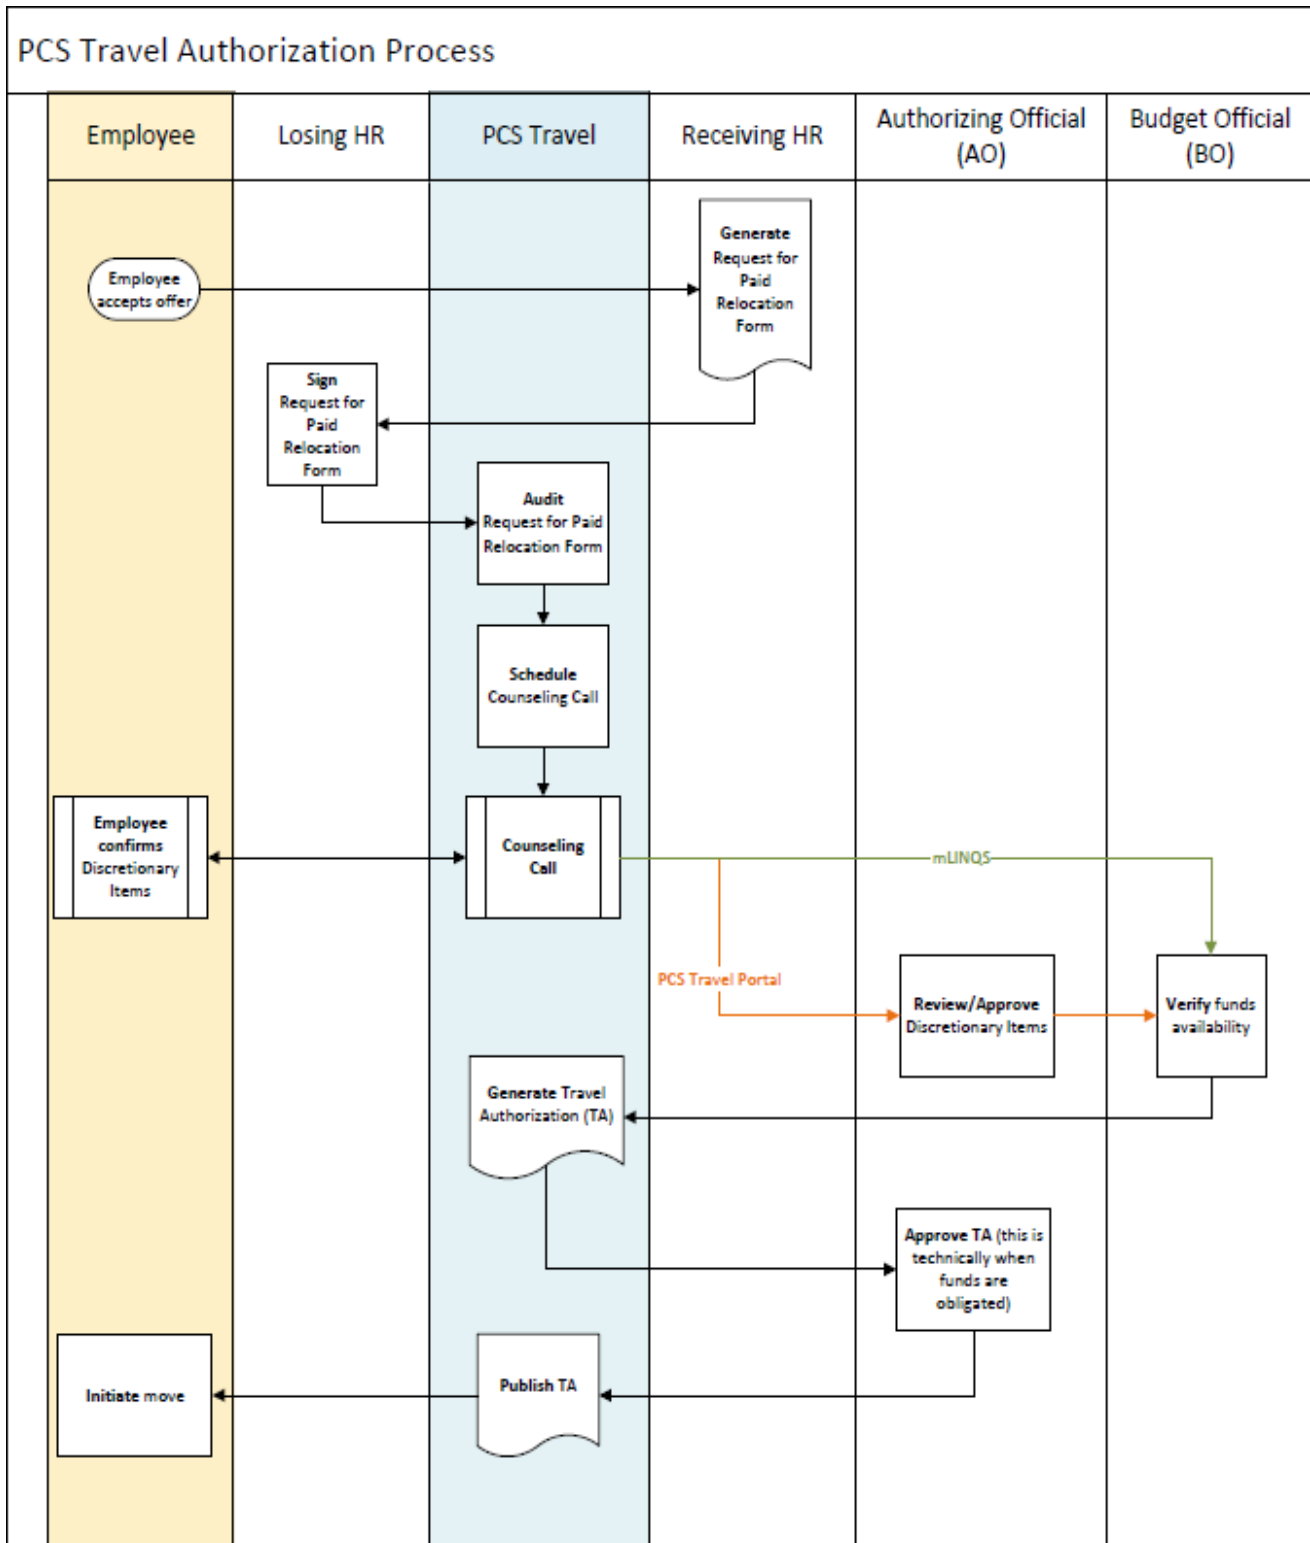 PCS Travel Authorization Process
Employee
Losing HR
PCS Travel
Receiving HR
Authorizing Official
(AO)
Budget Official
(BO)
Generate
Request for
Paid
Relocation
Form
Employee
accepts offer
Sign
Request for
Paid
Relocation
Form
Audit
Request for Paid
Relocation Form
Schedule
Counseling Call
Employee
confirms
Discretionary
Items
Counseling
Call
mLINQS
PCS Travel Portal
Review/Approve
Discretionary Items
Verify funds
availability
Generate Travel
Authorization (TA)
Approve TA (this is
technically when
funds are
obligated)
Initiate move
Publish TA